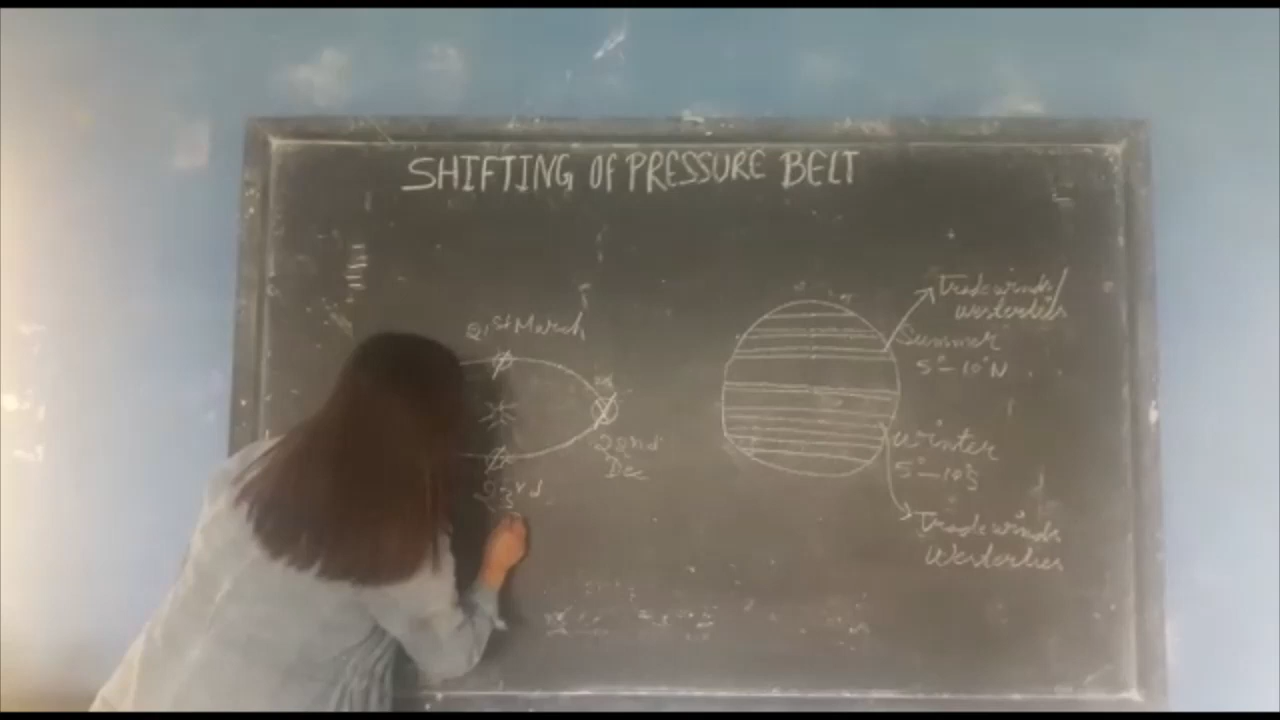 SHIFTING OF PRESSURE BELT
21st March
22nd
Dec
23rd
Trade winds/
Westerlies
Summer
5°-10°N
Winter
5°-10°S
Trade winds
Westerlies